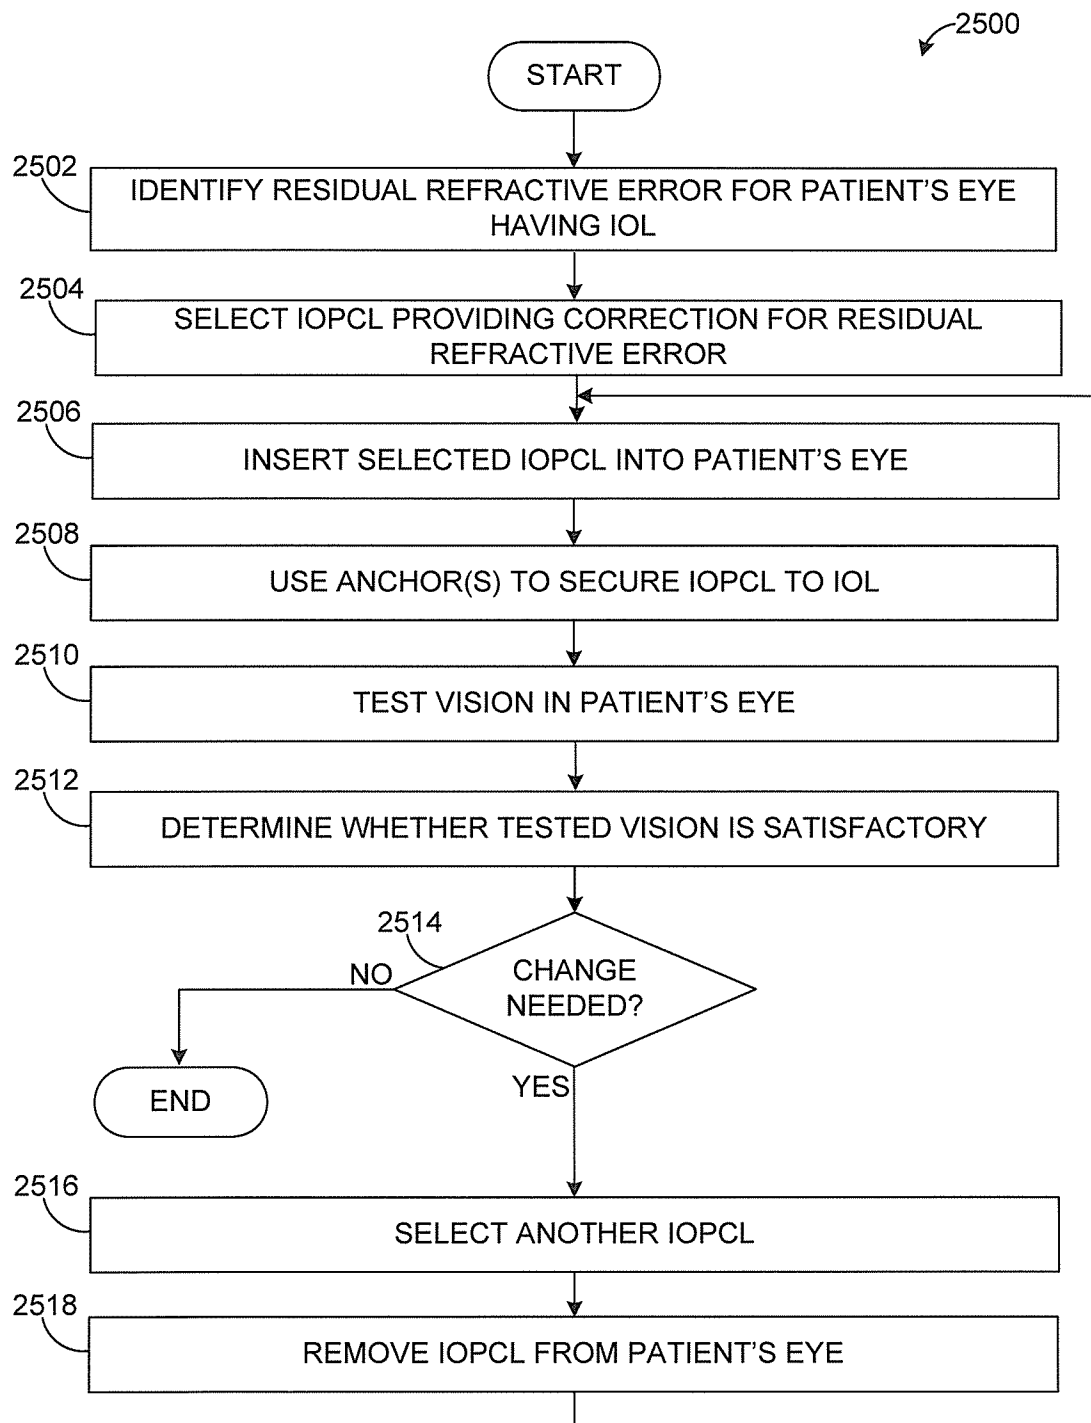 2500
START
2502
IDENTIFY RESIDUAL REFRACTIVE ERROR FOR PATIENT'S EYE
HAVING IOL
2504
SELECT IOPCL PROVIDING CORRECTION FOR RESIDUAL
REFRACTIVE ERROR
2506
INSERT SELECTED IOPCL INTO PATIENT'S EYE
2508
USE ANCHOR(S) TO SECURE IOPCL TO IOL
2510
TEST VISION IN PATIENT'S EYE
2512
DETERMINE WHETHER TESTED VISION IS SATISFACTORY
2514
CHANGE
NEEDED?
NO
END
YES
2516
SELECT ANOTHER IOPCL
2518
REMOVE IOPCL FROM PATIENT'S EYE